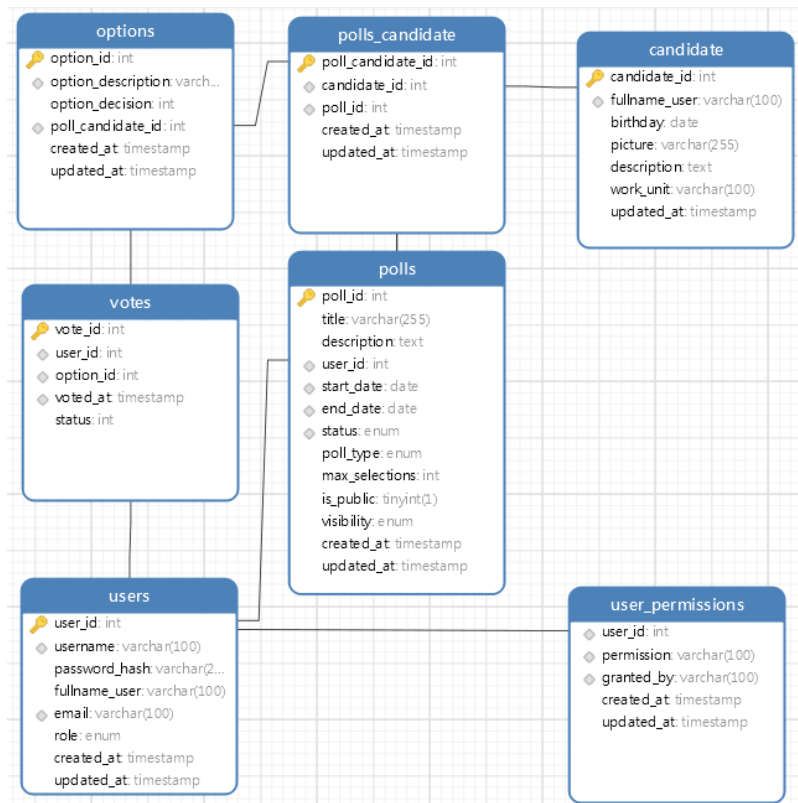 options
option_id: int
option_description: varch...
option_decision: int
poll_candidate_id: int
created_at: timestamp
updated_at: timestamp
polls_candidate
poll_candidate_id: int
candidate_id: int
poll_id: int
created_at: timestamp
updated_at: timestamp
candidate
candidate_id: int
fullname_user: varchar(100)
birthday: date
picture: varchar(255)
description: text
work_unit: varchar(100)
updated_at: timestamp
votes
vote_id: int
user_id: int
option_id: int
voted_at: timestamp
status: int
polls
poll_id: int
title: varchar(255)
description: text
user_id: int
start_date: date
end_date: date
status: enum
poll_type: enum
max_selections: int
is_public: tinyint(1)
visibility: enum
created_at: timestamp
updated_at: timestamp
users
user_id: int
username: varchar(100)
password_hash: varchar(2...
fullname_user: varchar(100)
email: varchar(100)
role: enum
created_at: timestamp
updated_at: timestamp
user_permissions
user_id: int
permission: varchar(100)
granted_by: varchar(100)
created_at: timestamp
updated_at: timestamp